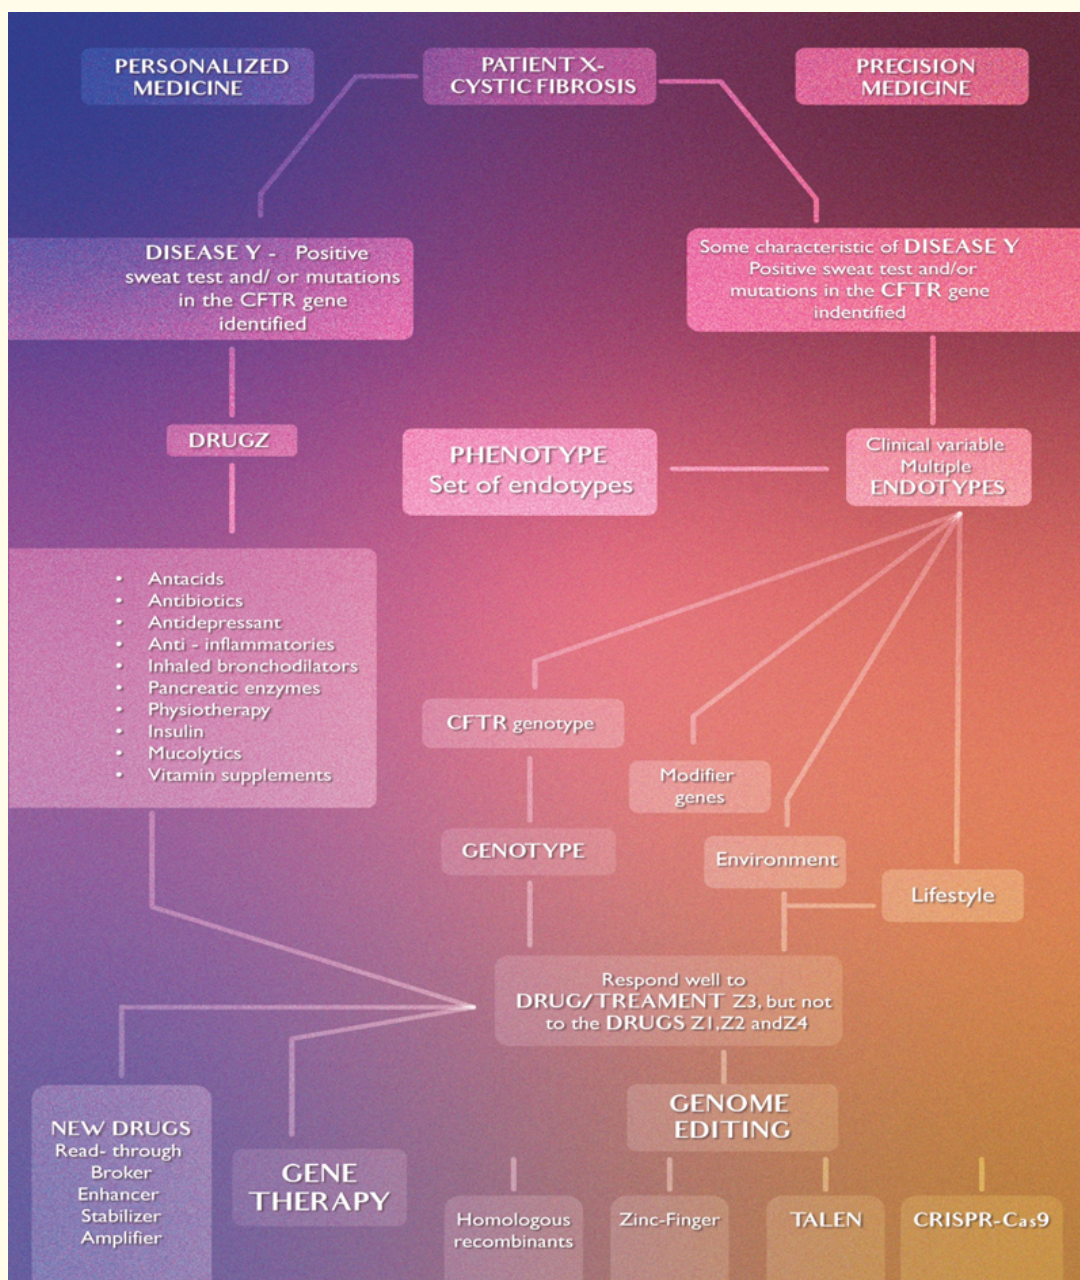 PERSONALIZED
MEDICINE
PATIENT X-
CYSTIC FIBROSIS
PRECISION
MEDICINE
DISEASE Y - Positive
sweat test and/ or mutations
in the CFTR gene
identified
Some characteristic of DISEASE Y
Positive sweat test and/or
mutations in the CFTR gene
indentified
DRUGZ
PHENOTYPE
Set of endotypes
Clinical variable
Multiple
ENDOTYPES
• Antacids
• Antibiotics
• Antidepressant
• Anti - inflammatories
• Inhaled bronchodilators
• Pancreatic enzymes
• Physiotherapy
• Insulin
• Mucolytics
• Vitamin supplements
CFTR genotype
Modifier
genes
GENOTYPE
Environment
Lifestyle
Respond well to
DRUG/TREAMENT Z3, but not
to the DRUGS Z1,Z2 andZ4
GENOME
EDITING
NEW DRUGS
Read- through
Broker
Enhancer
Stabilizer
Amplifier
GENE
THERAPY
Homologous
recombinants
Zinc-Finger
TALEN
CRISPR-Cas9